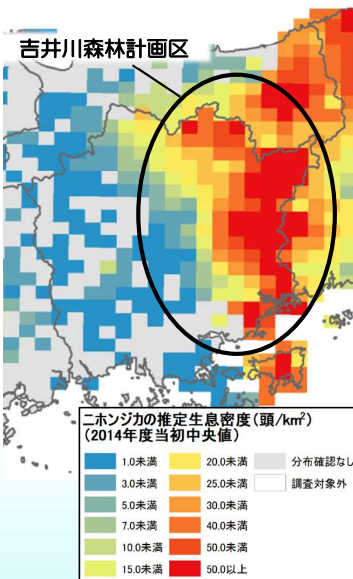 吉井川森林計画区
ニホンジカの推定生息密度(頭/km²)
(2014年度当初中央値)
1.0未満 20.0未満 分布確認なし
3.0未満 25.0未満 調査対象外
5.0未満 30.0未満
7.0未満 40.0未満
10.0未満 50.0未満
15.0未満 50.0以上